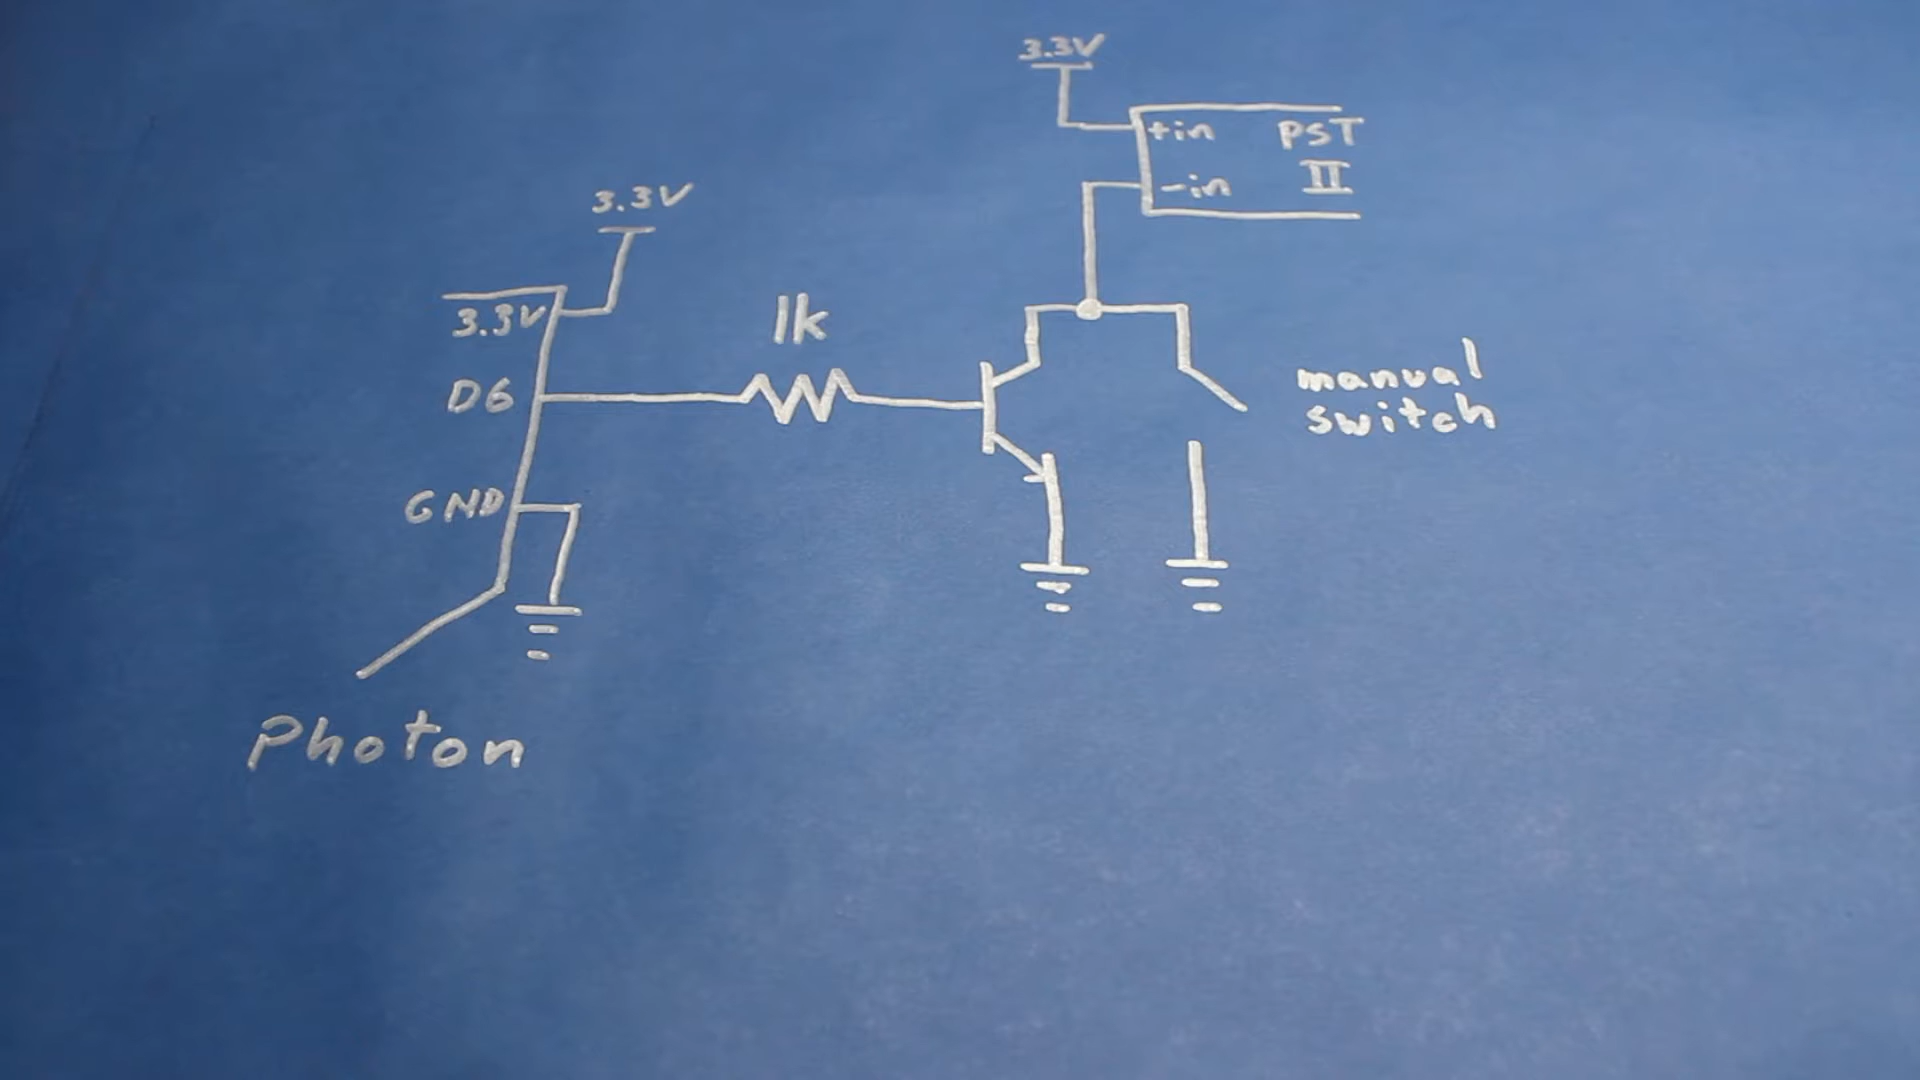 3.3V
+in PST
-in II
3.3V
3.3V
1k
D6
manual
switch
GND
Photon